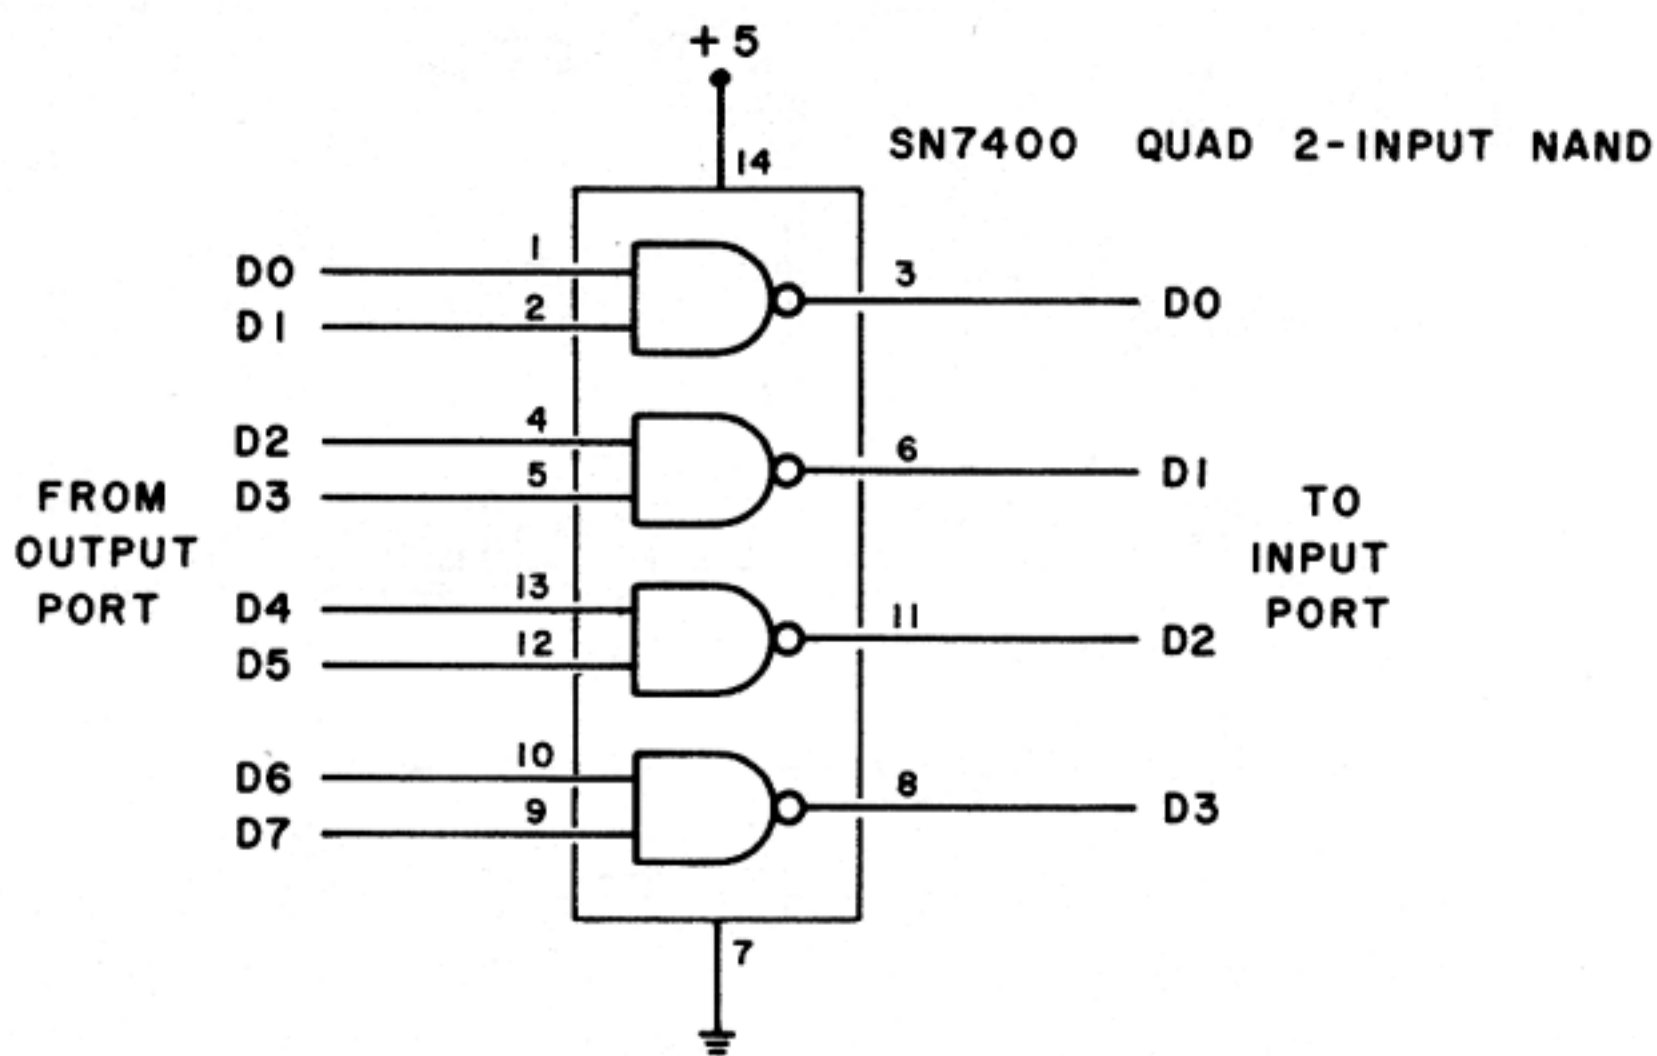 +5
14
SN7400 QUAD 2-INPUT NAND
D0
1
D1
2
3
D0
D2
4
D3
5
6
D1
FROM
OUTPUT
PORT
TO
INPUT
PORT
D4
13
D5
12
11
D2
D6
10
D7
9
8
D3
7